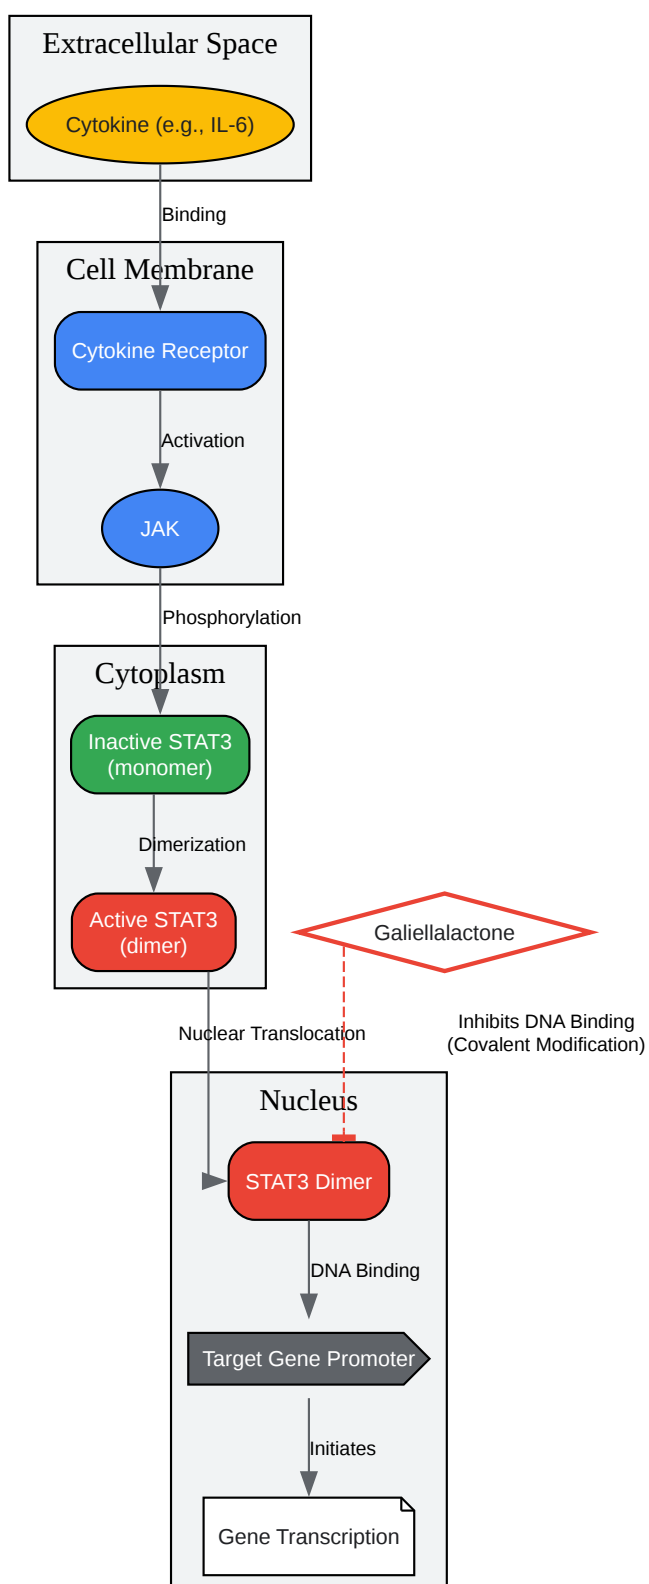 Extracellular Space
Cytokine (e.g., IL-6)
Binding
Cell Membrane
Cytokine Receptor
Activation
JAK
Phosphorylation
Cytoplasm
Inactive STAT3
(monomer)
Dimerization
Active STAT3
(dimer)
Galiellalactone
Nuclear Translocation
Inhibits DNA Binding
(Covalent Modification)
Nucleus
STAT3 Dimer
DNA Binding
Target Gene Promoter
Initiates
Gene Transcription